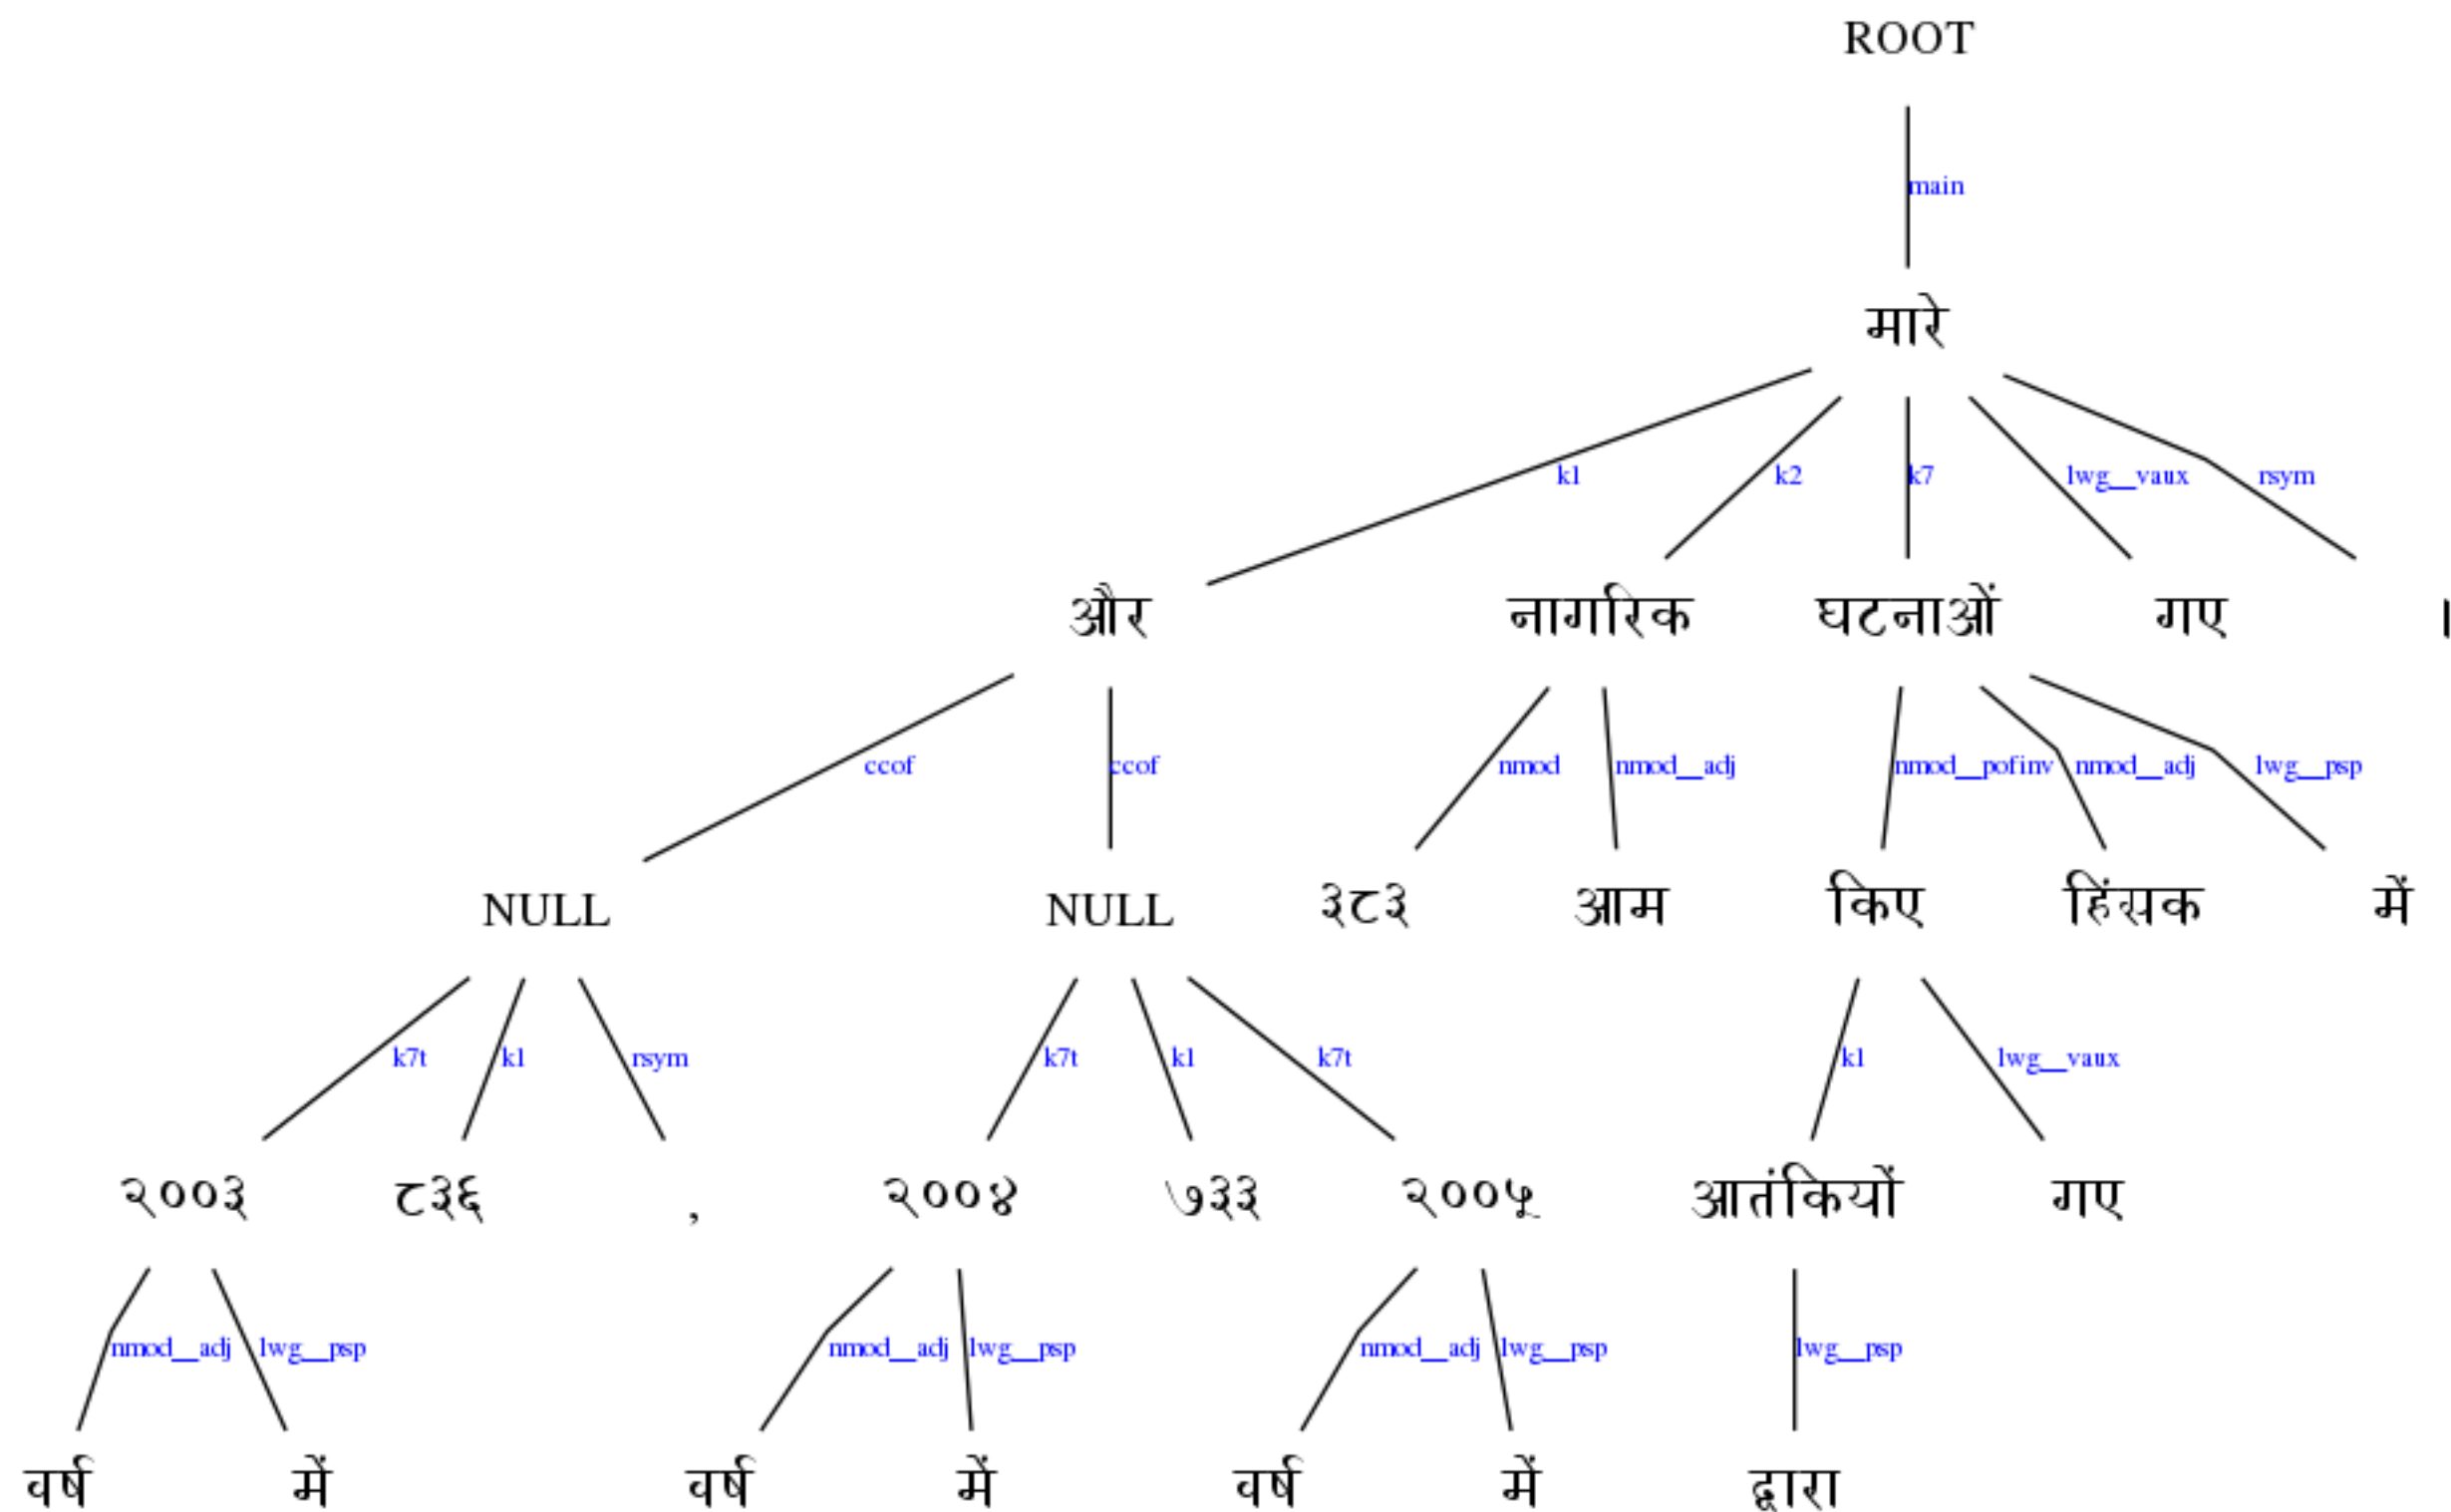 ROOT
main
मारे
k1 k2 k7 lwg__vaux rsym
और नागरिक घटनाओं गए ।
ccof ccof nmod nmod__adj nmod__pofinv nmod__adj lwg__psp
NULL NULL ३८३ आम किए हिंसक में
k7t k1 rsym k7t k1 k7t k1 lwg__vaux
२००३ ८३६ , २००४ ७३३ २००५ आतंकियों गए
nmod__adj lwg__psp nmod__adj lwg__psp nmod__adj lwg__psp lwg__psp
वर्ष में वर्ष में वर्ष में द्वारा